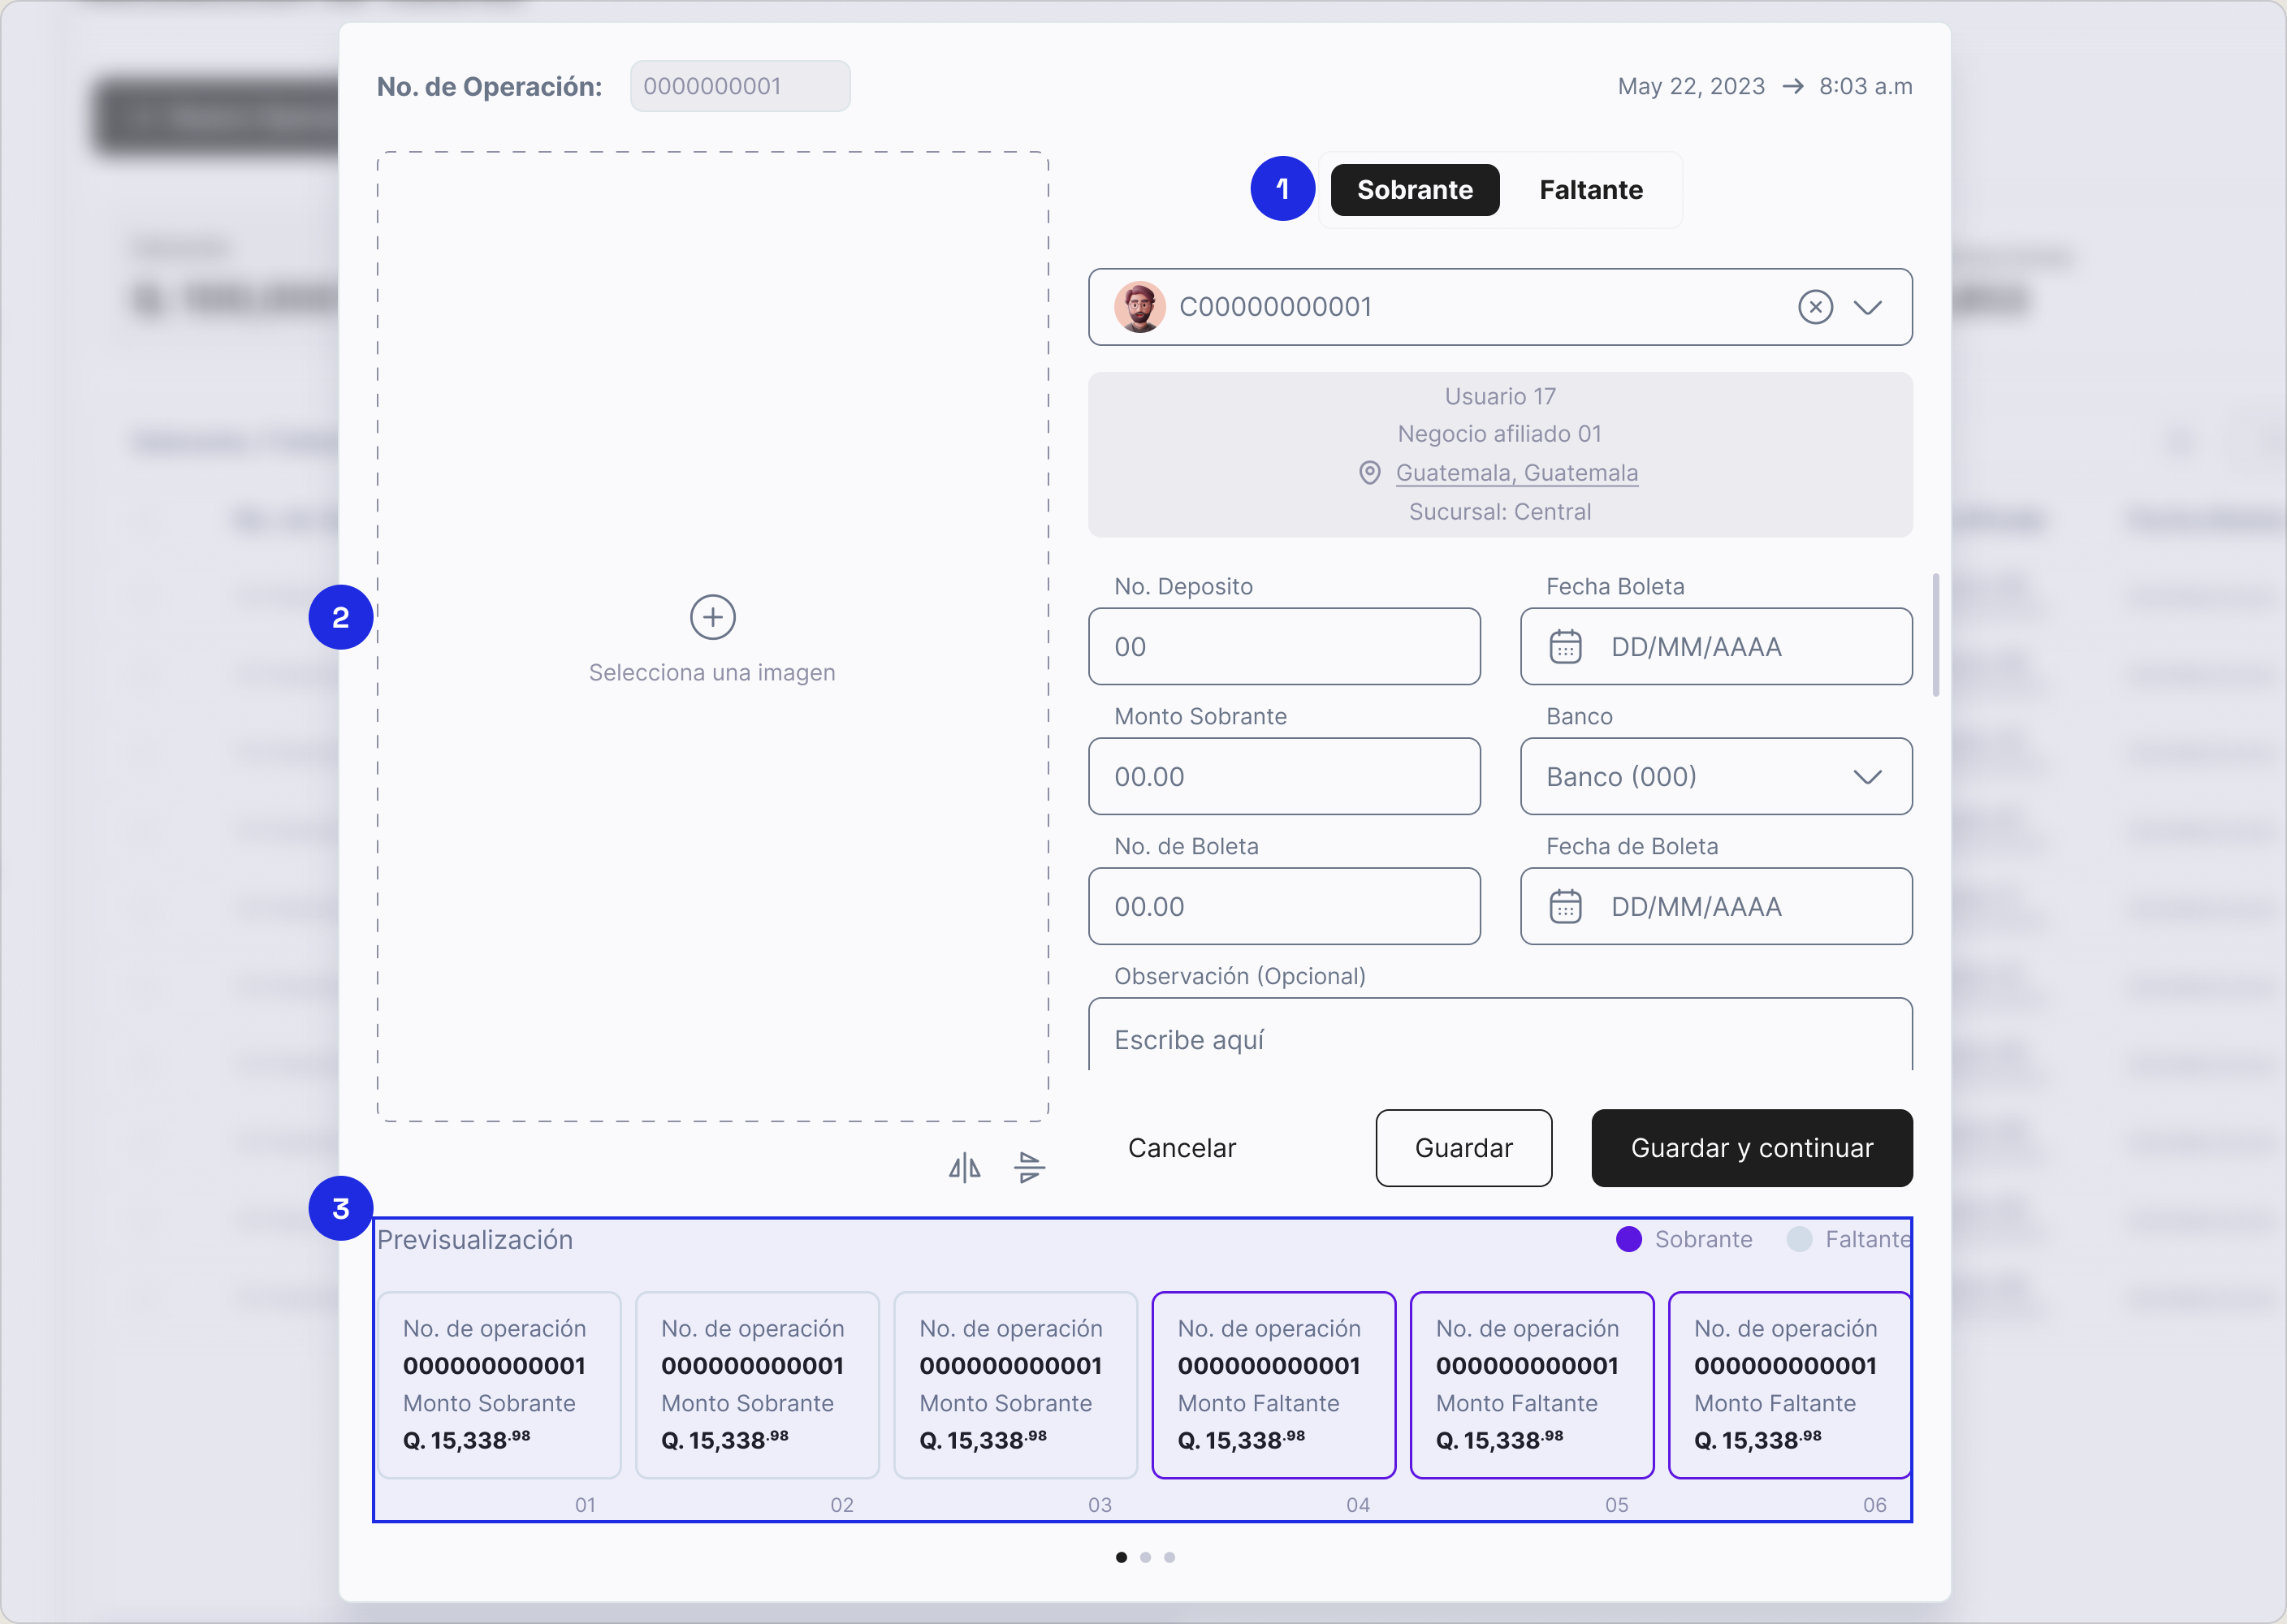 No. de Operación: 0000000001
May 22, 2023 → 8:03 a.m
1
Sobrante Faltante
C00000000001
Usuario 17
Negocio afiliado 01
Guatemala, Guatemala
Sucursal: Central
2
Selecciona una imagen
No. Deposito Fecha Boleta
00 DD/MM/AAAA
Monto Sobrante Banco
00.00 Banco (000)
No. de Boleta Fecha de Boleta
00.00 DD/MM/AAAA
Observación (Opcional)
Escribe aquí
Cancelar Guardar Guardar y continuar
3
Previsualización Sobrante Faltante
No. de operación
000000000001
Monto Sobrante
Q. 15,338.98
01
No. de operación
000000000001
Monto Sobrante
Q. 15,338.98
02
No. de operación
000000000001
Monto Sobrante
Q. 15,338.98
03
No. de operación
000000000001
Monto Faltante
Q. 15,338.98
04
No. de operación
000000000001
Monto Faltante
Q. 15,338.98
05
No. de operación
000000000001
Monto Faltante
Q. 15,338.98
06